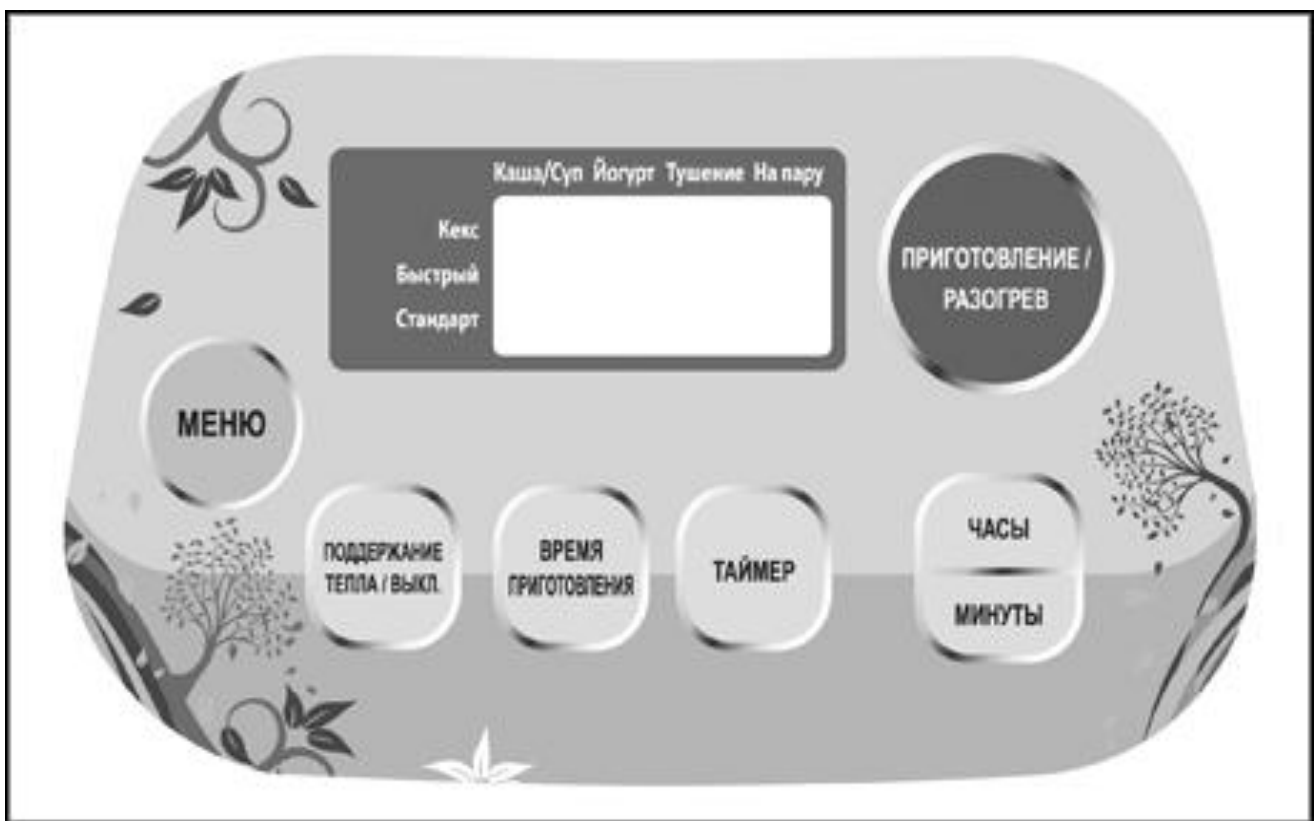 Каша/Суп Йогурт Тушение На пару
Кекс
Быстрый
Стандарт
ПРИГОТОВЛЕНИЕ /
РАЗОГРЕВ
МЕНЮ
ПОДДЕРЖАНИЕ
ТЕПЛА / ВЫКЛ.
ВРЕМЯ
ПРИГОТОВЛЕНИЯ
ТАЙМЕР
ЧАСЫ
МИНУТЫ